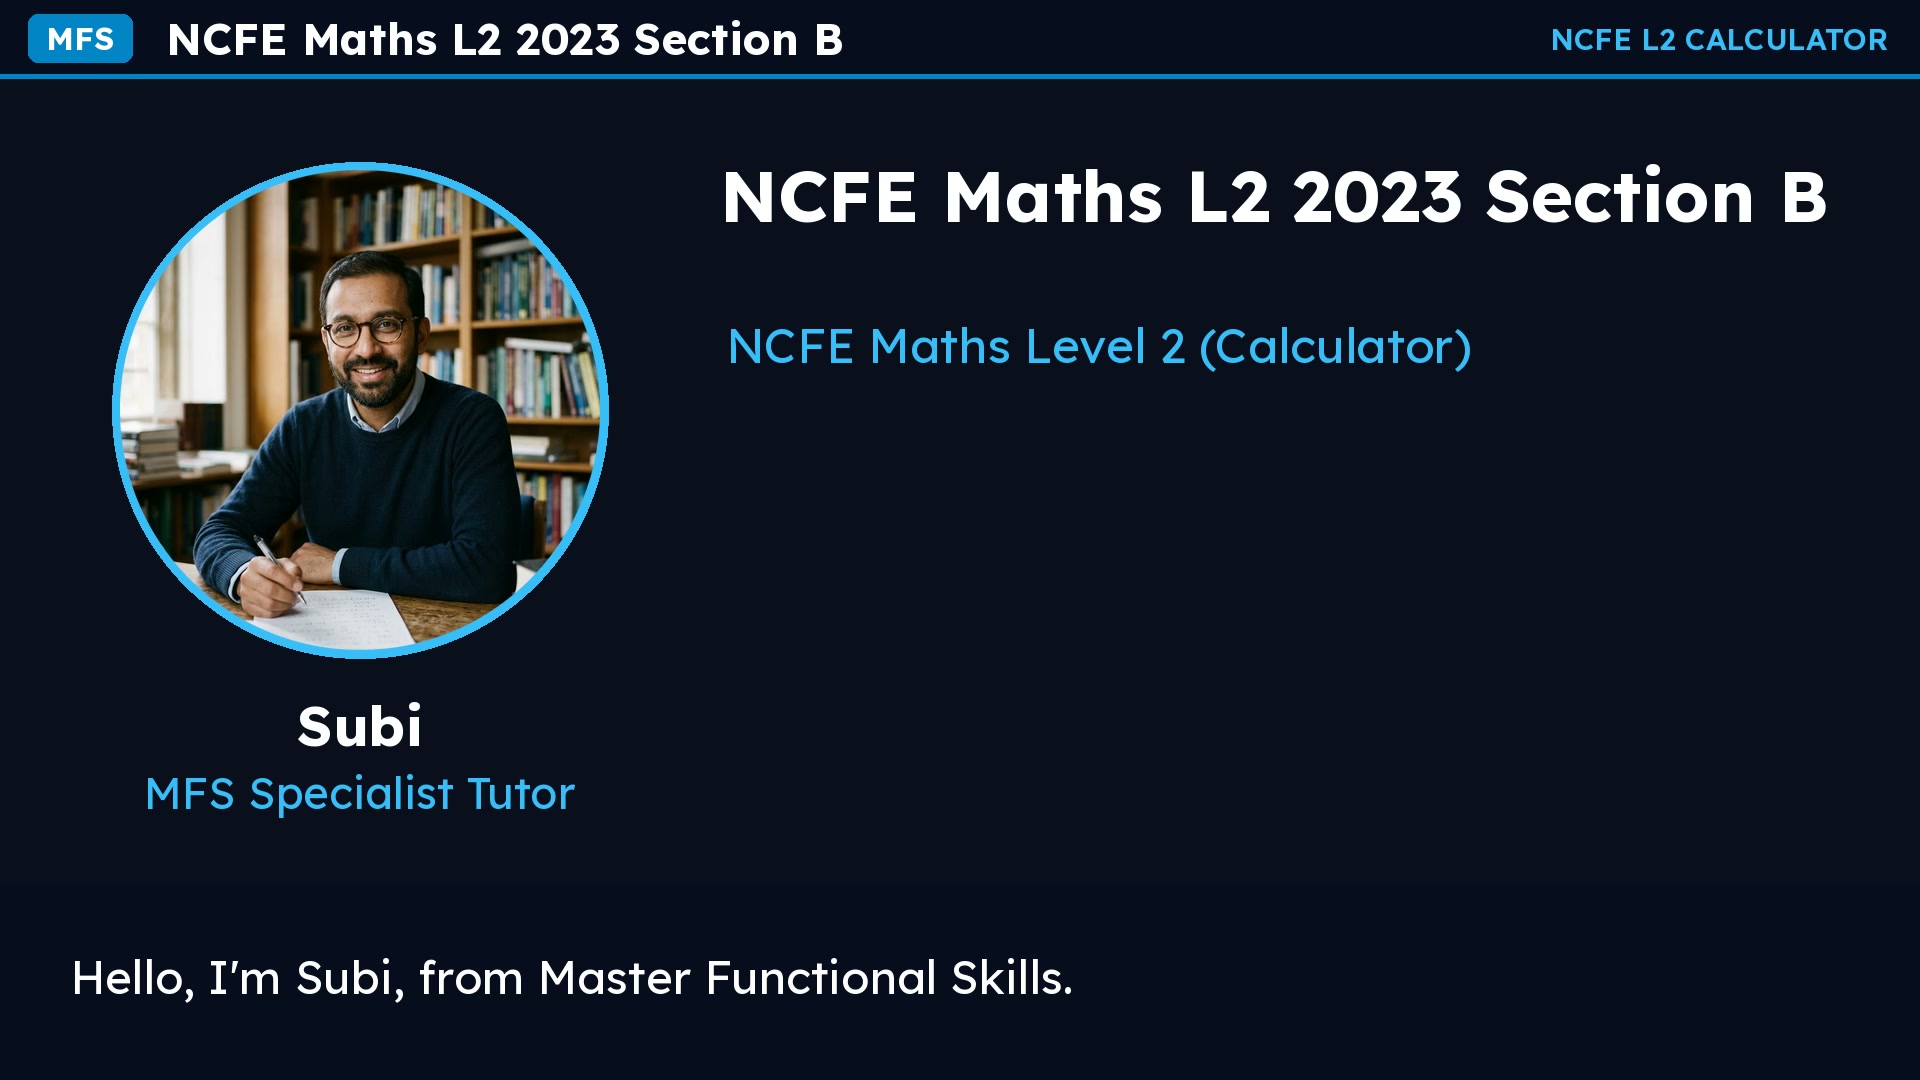 MFS NCFE Maths L2 2023 Section B NCFE L2 CALCULATOR
NCFE Maths L2 2023 Section B
NCFE Maths Level 2 (Calculator)
Subi
MFS Specialist Tutor
Hello, I'm Subi, from Master Functional Skills.